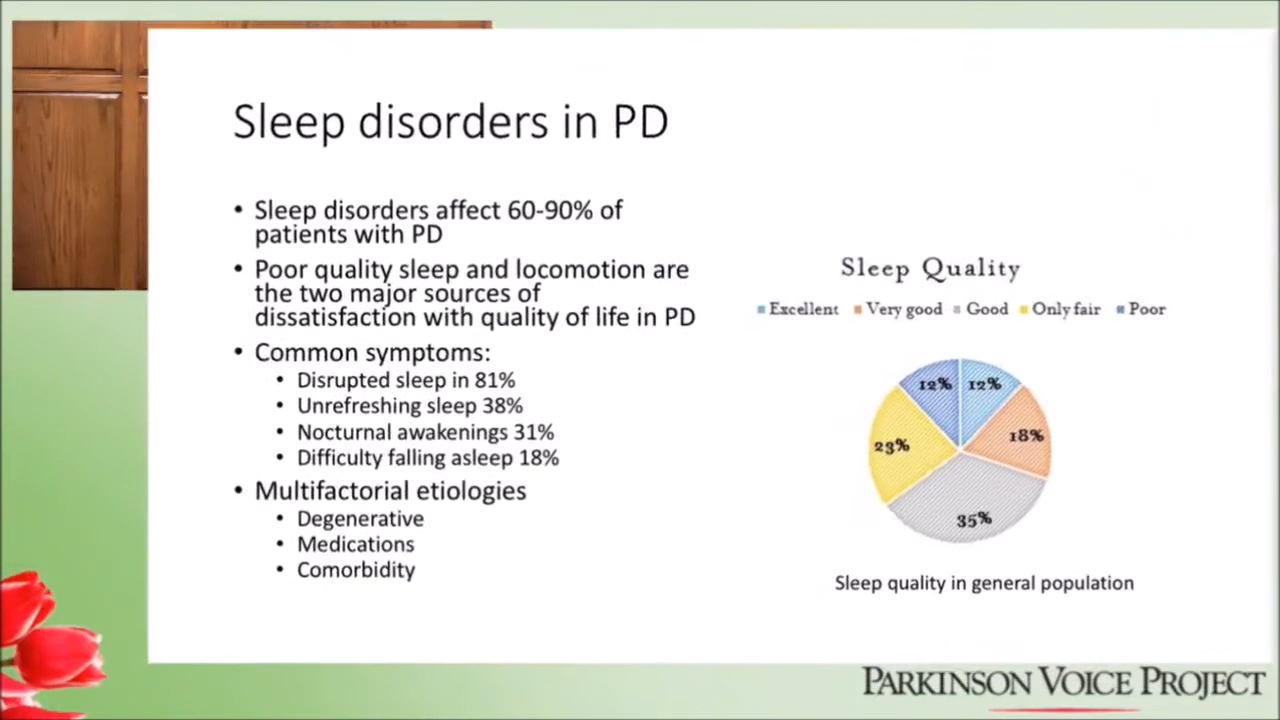 Sleep disorders in PD
• Sleep disorders affect 60-90% of
patients with PD
• Poor quality sleep and locomotion are
the two major sources of
dissatisfaction with quality of life in PD
• Common symptoms:
• Disrupted sleep in 81%
• Unrefreshing sleep 38%
• Nocturnal awakenings 31%
• Difficulty falling asleep 18%
• Multifactorial etiologies
• Degenerative
• Medications
• Comorbidity
Sleep Quality
Excellent Very good Good Only fair Poor
12% 12%
18%
23%
35%
Sleep quality in general population
PARKINSON VOICE PROJECT